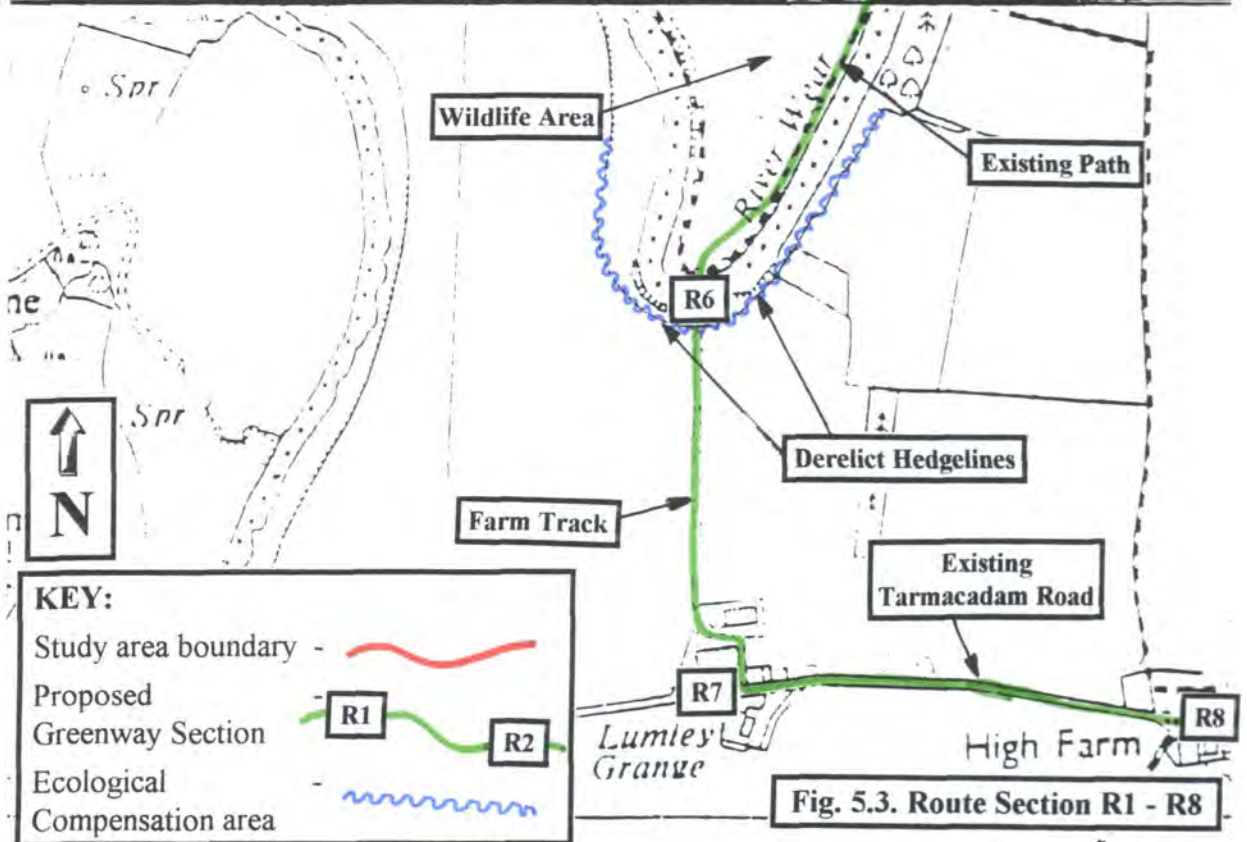 Spr
Wildlife Area
River Wear
Existing Path
R6
ne
Spr
N
Derelict Hedgelines
Farm Track
Existing
Tarmacadam Road
R7
Lumley
Grange
High Farm
R8
KEY:
Study area boundary -
Proposed -
Greenway Section
R1
R2
Ecological -
Compensation area
Fig. 5.3. Route Section R1 - R8